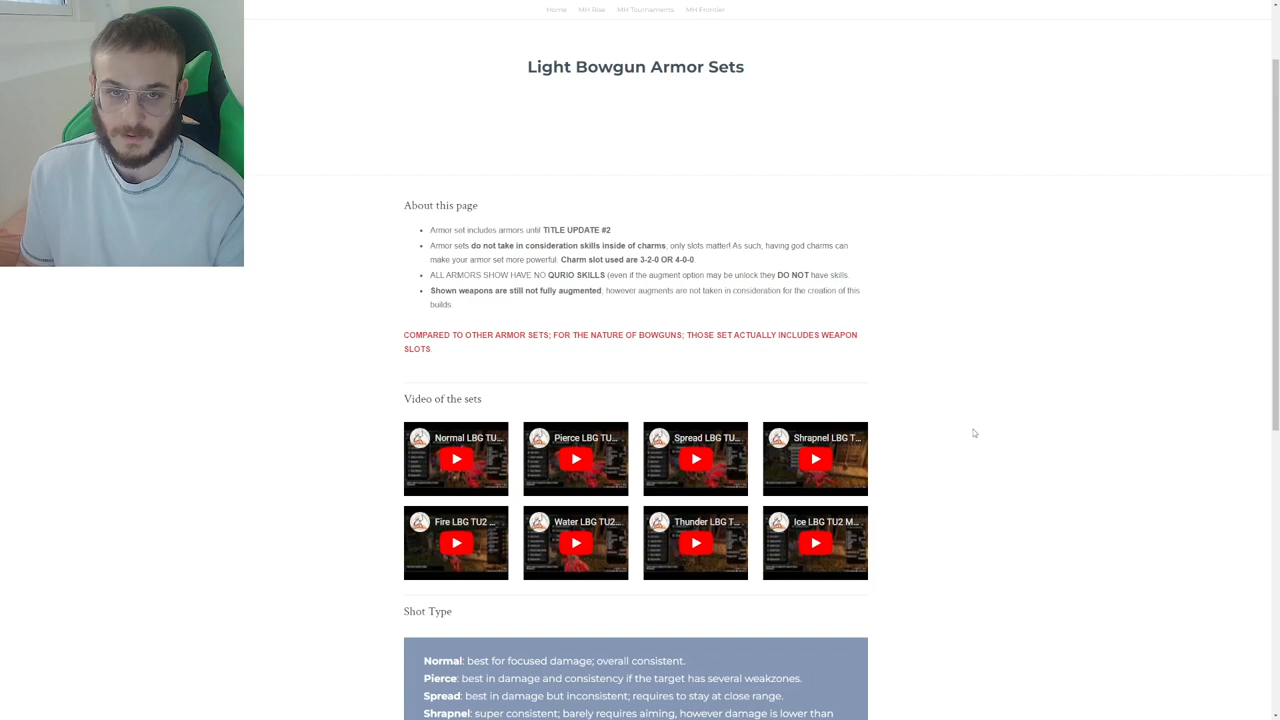 Home MH Rise MH Tournaments MH Frontier
Light Bowgun Armor Sets
About this page
• Armor set includes armors until TITLE UPDATE #2
• Armor sets do not take in consideration skills inside of charms; only slots matter! As such, having god charms can
make your armor set more powerful. Charm slot used are 3-2-0 OR 4-0-0.
• ALL ARMORS SHOW HAVE NO QURIO SKILLS (even if the augment option may be unlock they DO NOT have skills.
• Shown weapons are still not fully augmented; however augments are not taken in consideration for the creation of this
builds.
COMPARED TO OTHER ARMOR SETS; FOR THE NATURE OF BOWGUNS; THOSE SET ACTUALLY INCLUDES WEAPON
SLOTS.
Video of the sets
Normal LBG TU... Pierce LBG TU... Spread LBG TU... Shrapnel LBG T...
Fire LBG TU2 ... Water LBG TU2... Thunder LBG T... Ice LBG TU2 M...
Shot Type
Normal: best for focused damage; overall consistent.
Pierce: best in damage and consistency if the target has several weakzones.
Spread: best in damage but inconsistent; requires to stay at close range.
Shrapnel: super consistent; barely requires aiming, however damage is lower than